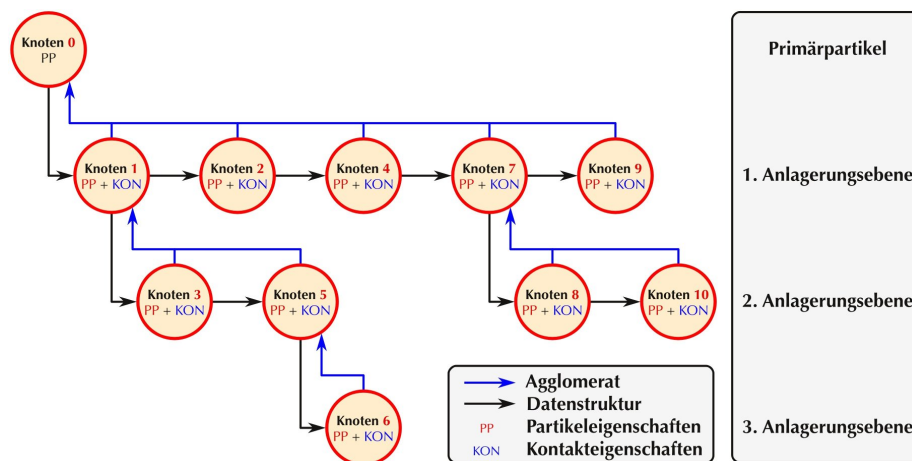 Knoten 0
PP
Primärpartikel
Knoten 1
PP + KON
Knoten 2
PP + KON
Knoten 4
PP + KON
Knoten 7
PP + KON
Knoten 9
PP + KON
1. Anlagerungsebene
Knoten 3
PP + KON
Knoten 5
PP + KON
Knoten 8
PP + KON
Knoten 10
PP + KON
2. Anlagerungsebene
Knoten 6
PP + KON
Agglomerat
Datenstruktur
PP Partikeleigenschaften
KON Kontakteigenschaften
3. Anlagerungsebene